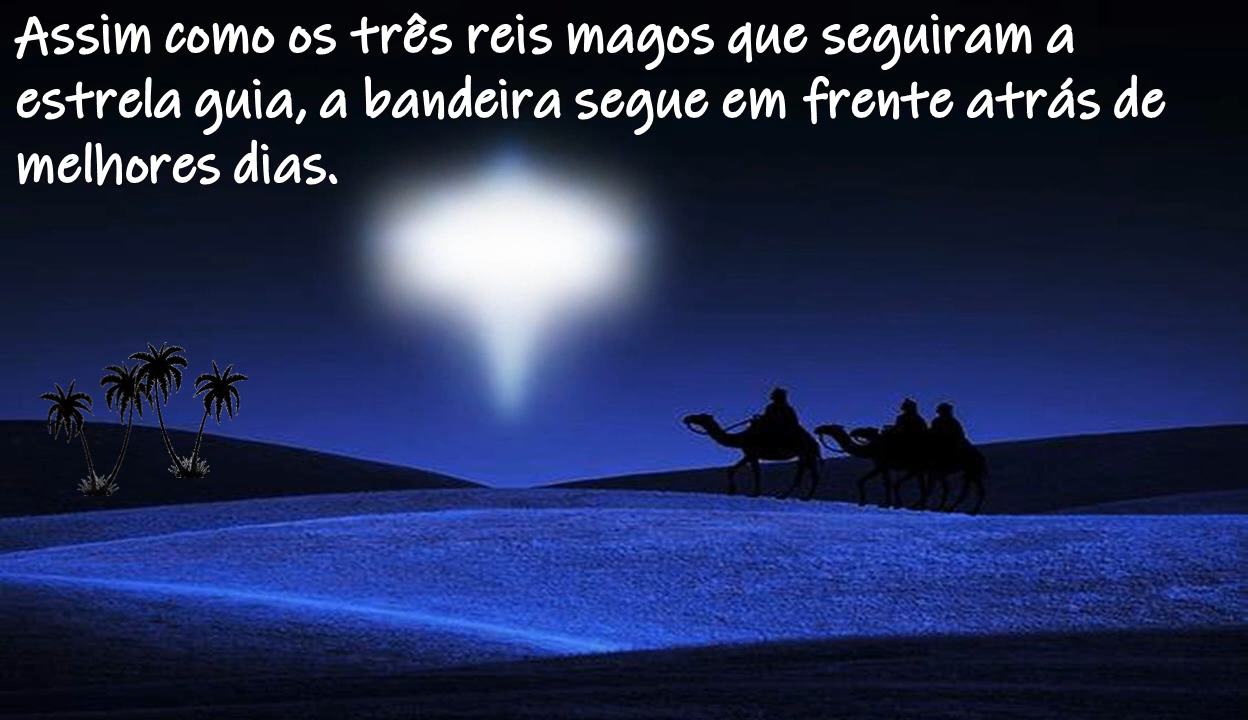 Assim como os três reis magos que seguiram a
estrela guia, a bandeira segue em frente atrás de
melhores dias.